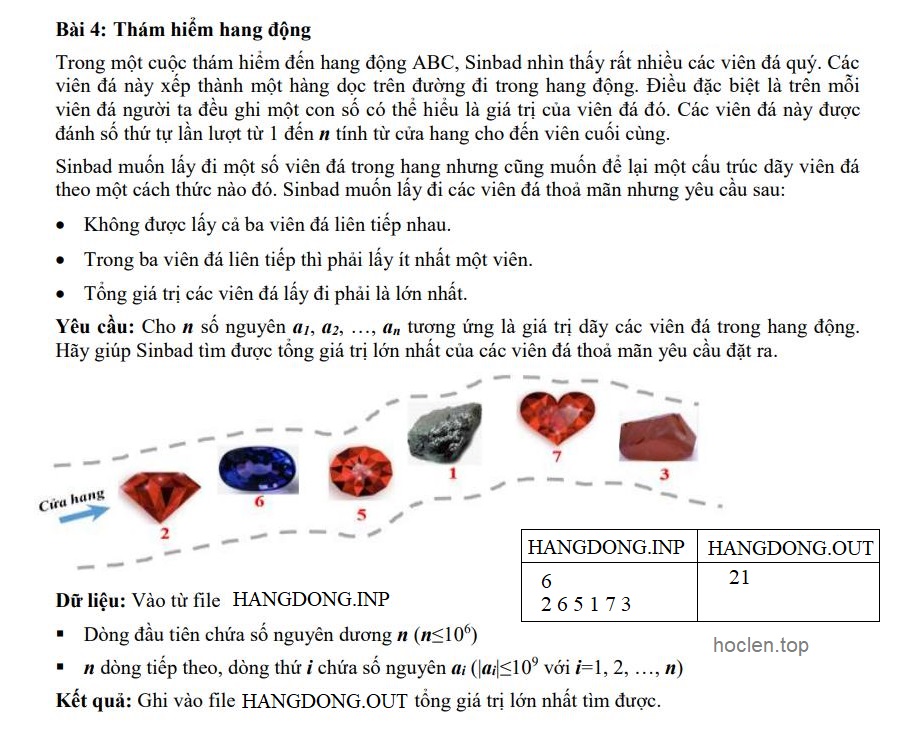 Bài 4: Thám hiểm hang động
Trong một cuộc thám hiểm đến hang động ABC, Sinbad nhìn thấy rất nhiều các viên đá quý. Các
viên đá này xếp thành một hàng dọc trên đường đi trong hang động. Điều đặc biệt là trên mỗi
viên đá người ta đều ghi một con số có thể hiểu là giá trị của viên đá đó. Các viên đá này được
đánh số thứ tự lần lượt từ 1 đến n tính từ cửa hang cho đến viên cuối cùng.
Sinbad muốn lấy đi một số viên đá trong hang nhưng cũng muốn để lại một cấu trúc dãy viên đá
theo một cách thức nào đó. Sinbad muốn lấy đi các viên đá thoả mãn nhưng yêu cầu sau:
• Không được lấy cả ba viên đá liên tiếp nhau.
• Trong ba viên đá liên tiếp thì phải lấy ít nhất một viên.
• Tổng giá trị các viên đá lấy đi phải là lớn nhất.
Yêu cầu: Cho n số nguyên a1, a2, …, an tương ứng là giá trị dãy các viên đá trong hang động.
Hãy giúp Sinbad tìm được tổng giá trị lớn nhất của các viên đá thoả mãn yêu cầu đặt ra.
Cửa hang
2
6
5
1
7
3
HANGDONG.INP HANGDONG.OUT
6 21
2 6 5 1 7 3
Dữ liệu: Vào từ file HANGDONG.INP
▪ Dòng đầu tiên chứa số nguyên dương n (n≤10⁶)
▪ n dòng tiếp theo, dòng thứ i chứa số nguyên ai (|ai|≤10⁹ với i=1, 2, …, n)
hoclen.top
Kết quả: Ghi vào file HANGDONG.OUT tổng giá trị lớn nhất tìm được.